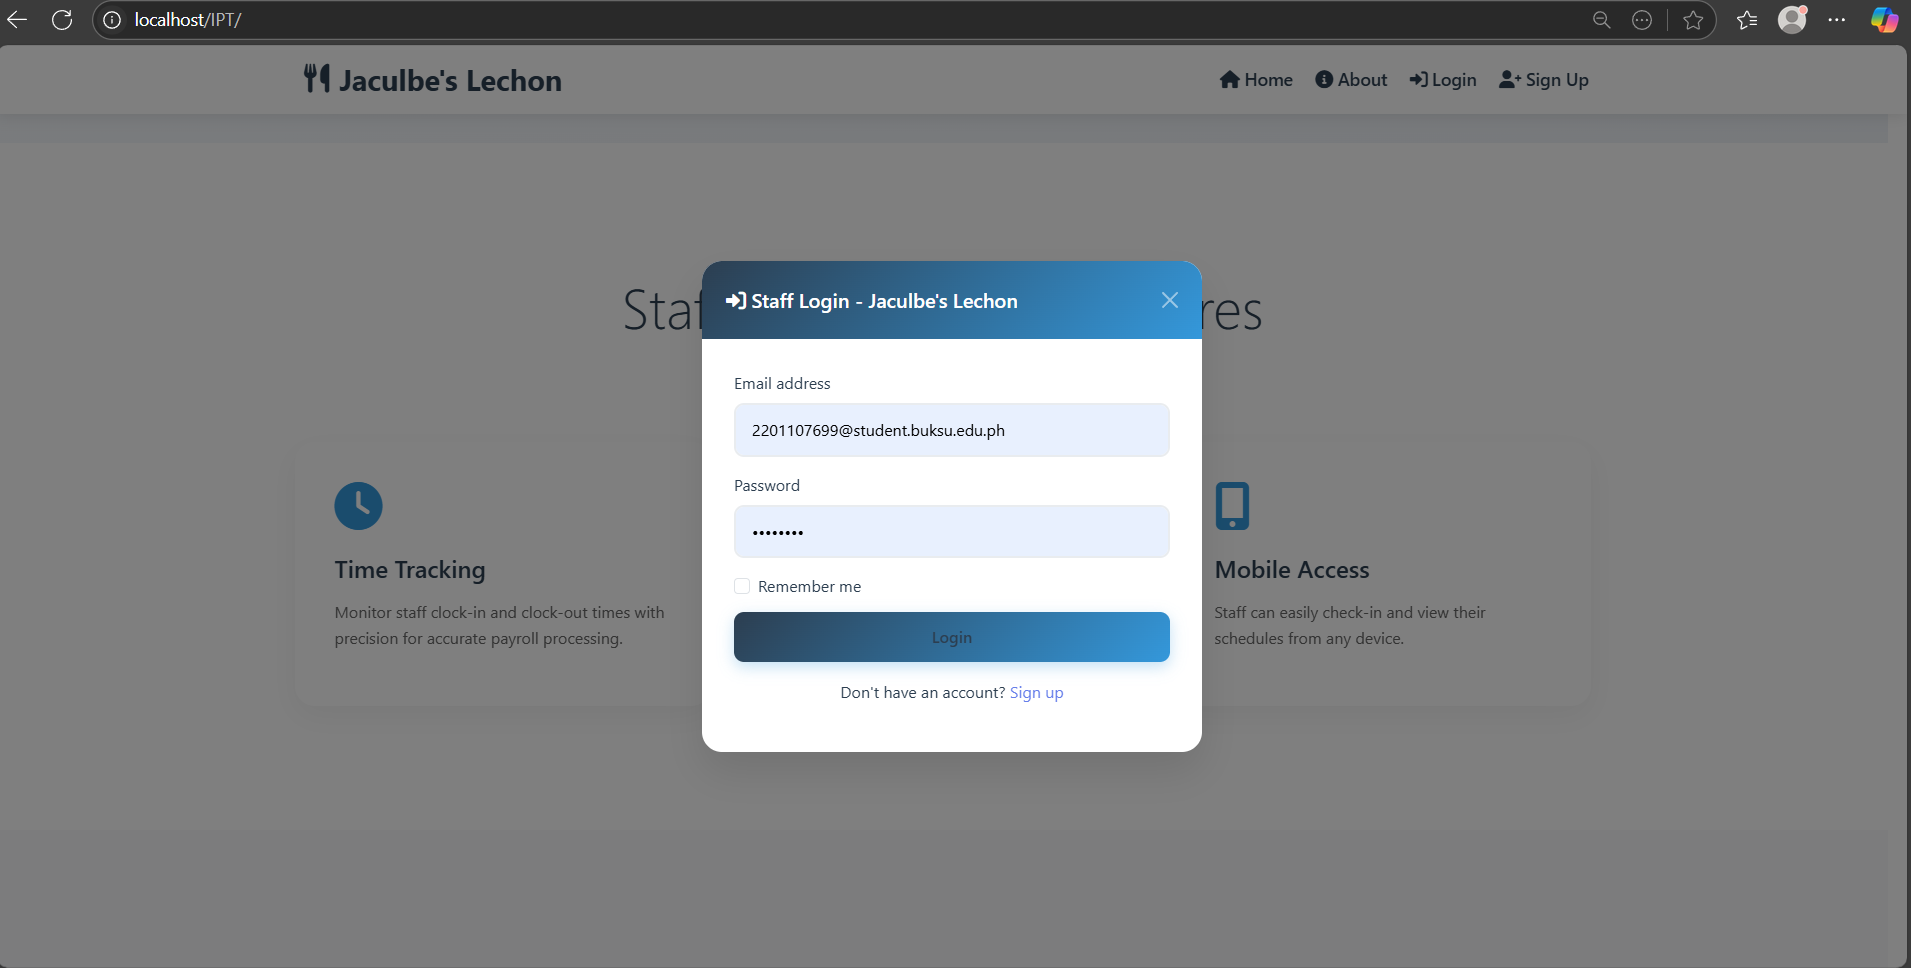 localhost/IPT/
Jaculbe's Lechon
Home About Login Sign Up
Staf
res
Staff Login - Jaculbe's Lechon
Email address
2201107699@student.buksu.edu.ph
Password
••••••••
Remember me
Login
Don't have an account? Sign up
Time Tracking
Monitor staff clock-in and clock-out times with
precision for accurate payroll processing.
Mobile Access
Staff can easily check-in and view their
schedules from any device.